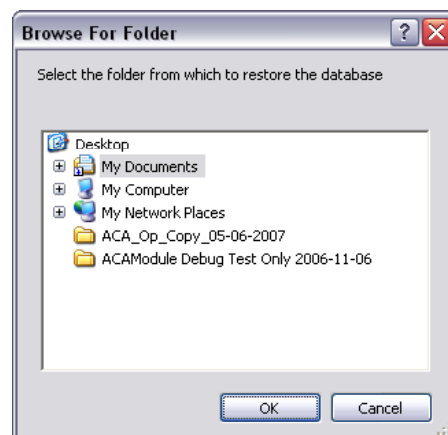 Browse For Folder
Select the folder from which to restore the database
Desktop
My Documents
My Computer
My Network Places
ACA_Op_Copy_05-06-2007
ACAModule Debug Test Only 2006-11-06
OK Cancel